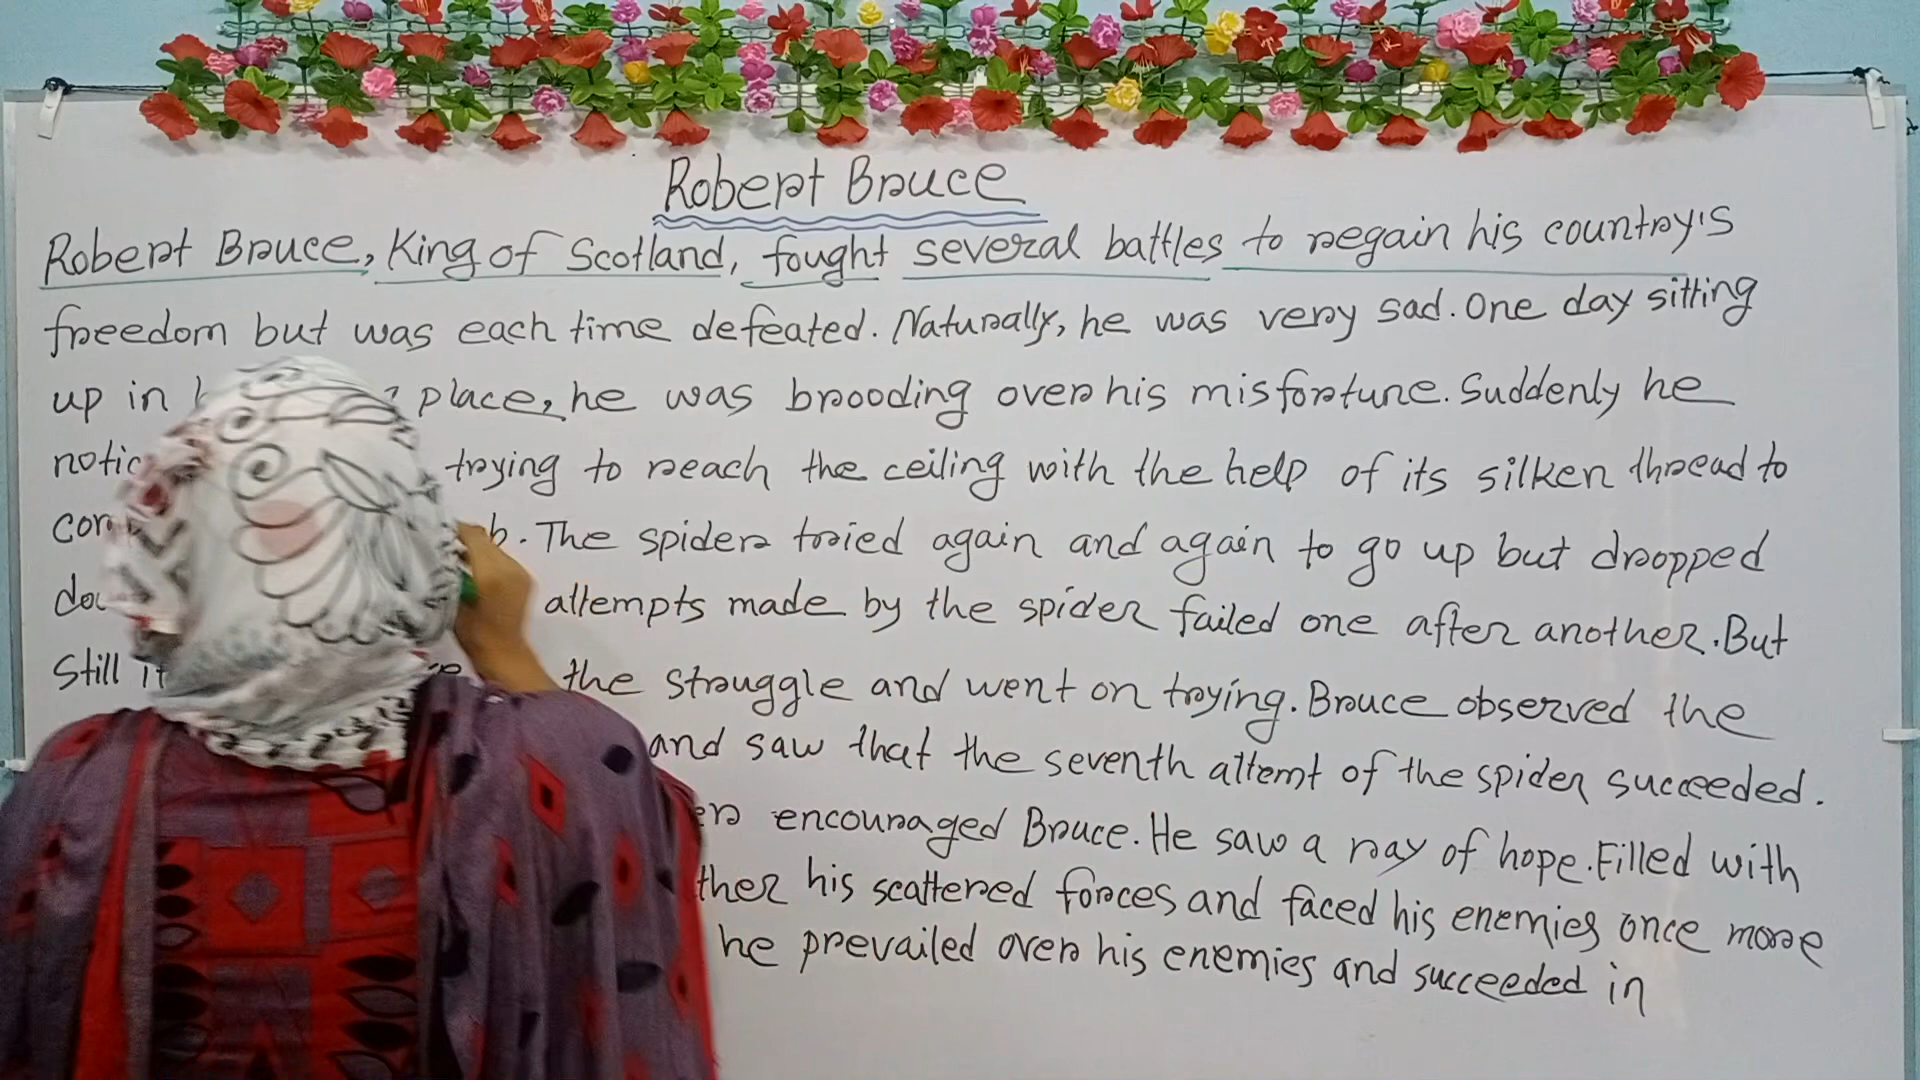 Robert Bruce
Robert Bruce, King of Scotland, fought several battles to regain his country's
freedom but was each time defeated. Naturally, he was very sad. One day sitting
up in place, he was brooding over his misfortune. Suddenly he
trying to reach the ceiling with the help of its silken thread to
The spider tried again and again to go up but dropped
attempts made by the spider failed one after another. But
Still the struggle and went on trying. Bruce observed the
and saw that the seventh attemt of the spider succeeded.
encouraged Bruce. He saw a ray of hope. Filled with
his scattered forces and faced his enemies once more
he prevailed over his enemies and succeeded in